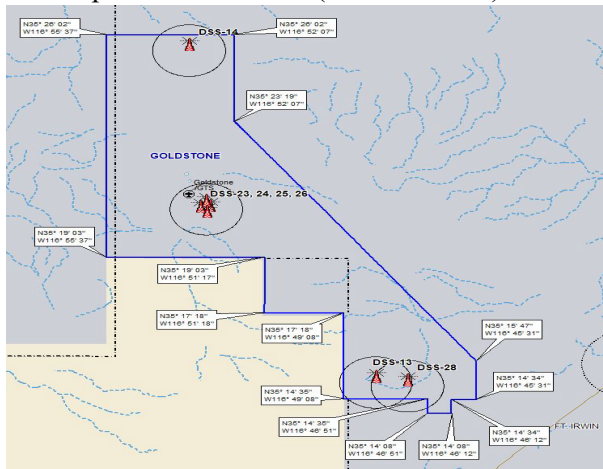 N35° 26' 02"
W116° 55' 37"
DSS-14
N35° 26' 02"
W116° 52' 07"
N35° 23' 19"
W116° 52' 07"
GOLDSTONE
Goldstone
/GTS
DSS-23, 24, 25, 26
N35° 19' 03"
W116° 55' 37"
N35° 19' 03"
W116° 51' 17"
N35° 17' 18"
W116° 51' 18"
N35° 17' 18"
W116° 49' 08"
N35° 15' 47"
W116° 45' 31"
DSS-13
DSS-28
N35° 14' 35"
W116° 49' 08"
N35° 14' 34"
W116° 45' 31"
N35° 14' 35"
W116° 46' 51"
N35° 14' 34"
W116° 46' 12"
FT- IRWIN
N35° 14' 08"
W116° 46' 51"
N35° 14' 08"
W116° 46' 12"